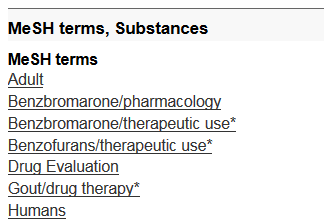 MeSH terms, Substances
MeSH terms
Adult
Benzbromarone/pharmacology
Benzbromarone/therapeutic use*
Benzofurans/therapeutic use*
Drug Evaluation
Gout/drug therapy*
Humans